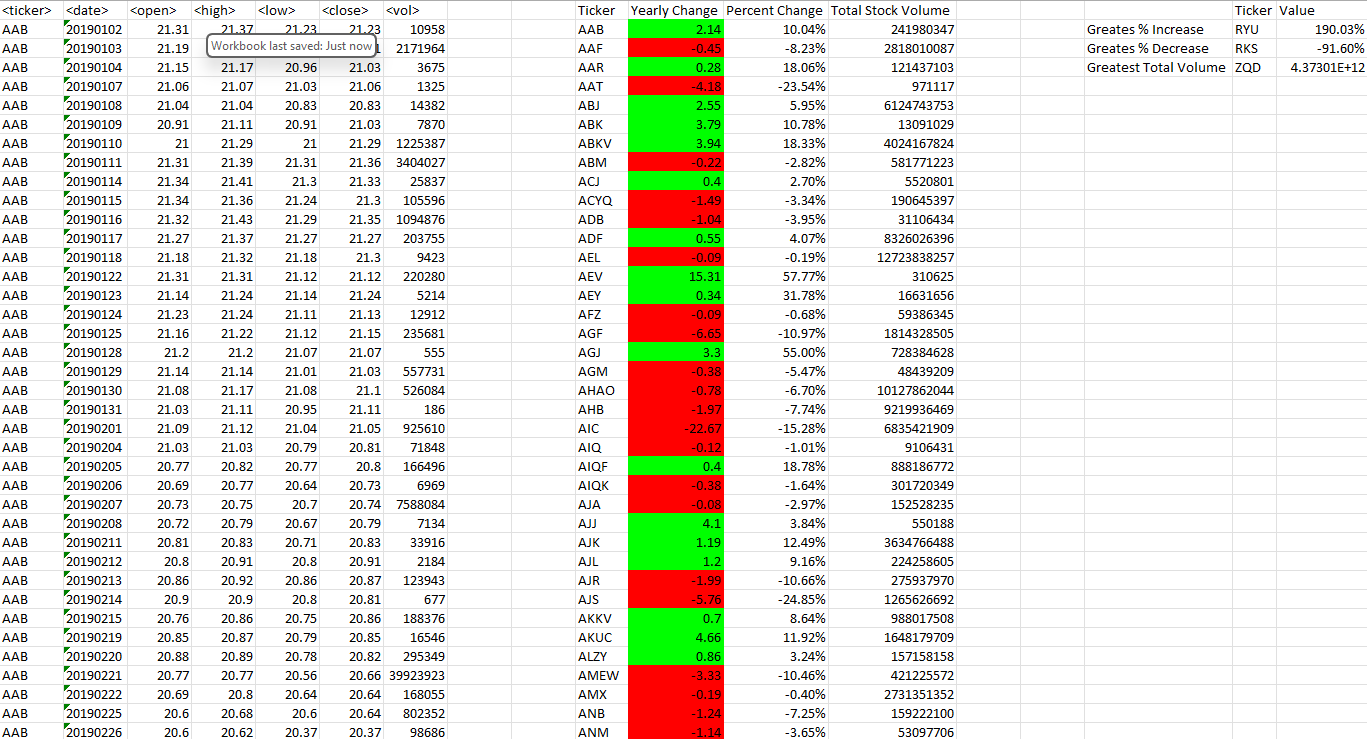 <ticker> <date> <open> <high> <low> <close> <vol> Ticker Yearly Change Percent Change Total Stock Volume Ticker Value
AAB 20190102 21.31 21.37 21.23 21.23 10958 AAB 2.14 10.04% 241980347 Greates % Increase RYU 190.03%
AAB 20190103 21.19 Workbook last saved: Just now 1 2171964 AAF -0.45 -8.23% 2818010087 Greates % Decrease RKS -91.60%
AAB 20190104 21.15 21.17 20.96 21.03 3675 AAR 0.28 18.06% 121437103 Greatest Total Volume ZQD 4.37301E+12
AAB 20190107 21.06 21.07 21.03 21.06 1325 AAT -4.18 -23.54% 971117
AAB 20190108 21.04 21.04 20.83 20.83 14382 ABJ 2.55 5.95% 6124743753
AAB 20190109 20.91 21.11 20.91 21.03 7870 ABK 3.79 10.78% 13091029
AAB 20190110 21 21.29 21 21.29 1225387 ABKV 3.94 18.33% 4024167824
AAB 20190111 21.31 21.39 21.31 21.36 3404027 ABM -0.22 -2.82% 581771223
AAB 20190114 21.34 21.41 21.3 21.33 25837 ACJ 0.4 2.70% 5520801
AAB 20190115 21.34 21.36 21.24 21.3 105596 ACYQ -1.49 -3.34% 190645397
AAB 20190116 21.32 21.43 21.29 21.35 1094876 ADB -1.04 -3.95% 31106434
AAB 20190117 21.27 21.37 21.27 21.27 203755 ADF 0.55 4.07% 8326026396
AAB 20190118 21.18 21.32 21.18 21.3 9423 AEL -0.09 -0.19% 12723838257
AAB 20190122 21.31 21.31 21.12 21.12 220280 AEV 15.31 57.77% 310625
AAB 20190123 21.14 21.24 21.14 21.24 5214 AEY 0.34 31.78% 16631656
AAB 20190124 21.23 21.24 21.11 21.13 12912 AFZ -0.09 -0.68% 59386345
AAB 20190125 21.16 21.22 21.12 21.15 235681 AGF -6.65 -10.97% 1814328505
AAB 20190128 21.2 21.2 21.07 21.07 555 AGJ 3.3 55.00% 728384628
AAB 20190129 21.14 21.14 21.01 21.03 557731 AGM -0.38 -5.47% 48439209
AAB 20190130 21.08 21.17 21.08 21.1 526084 AHAO -0.78 -6.70% 10127862044
AAB 20190131 21.03 21.11 20.95 21.11 186 AHB -1.97 -7.74% 9219936469
AAB 20190201 21.09 21.12 21.04 21.05 925610 AIC -22.67 -15.28% 6835421909
AAB 20190204 21.03 21.03 20.79 20.81 71848 AIQ -0.12 -1.01% 9106431
AAB 20190205 20.77 20.82 20.77 20.8 166496 AIQF 0.4 18.78% 888186772
AAB 20190206 20.69 20.77 20.64 20.73 6969 AIQK -0.38 -1.64% 301720349
AAB 20190207 20.73 20.75 20.7 20.74 7588084 AJA -0.08 -2.97% 152528235
AAB 20190208 20.72 20.79 20.67 20.79 7134 AJJ 4.1 3.84% 550188
AAB 20190211 20.81 20.83 20.71 20.83 33916 AJK 1.19 12.49% 3634766488
AAB 20190212 20.8 20.91 20.8 20.91 2184 AJL 1.2 9.16% 224258605
AAB 20190213 20.86 20.92 20.86 20.87 123943 AJR -1.99 -10.66% 275937970
AAB 20190214 20.9 20.9 20.8 20.81 677 AJS -5.76 -24.85% 1265626692
AAB 20190215 20.76 20.86 20.75 20.86 188376 AKKV 0.7 8.64% 988017508
AAB 20190219 20.85 20.87 20.79 20.85 16546 AKUC 4.66 11.92% 1648179709
AAB 20190220 20.88 20.89 20.78 20.82 295349 ALZY 0.86 3.24% 157158158
AAB 20190221 20.77 20.77 20.56 20.66 39923923 AMEW -3.33 -10.46% 421225572
AAB 20190222 20.69 20.8 20.64 20.64 168055 AMX -0.19 -0.40% 2731351352
AAB 20190225 20.6 20.68 20.6 20.64 802352 ANB -1.24 -7.25% 159222100
AAB 20190226 20.6 20.62 20.37 20.37 98686 ANM -1.14 -3.65% 53097706